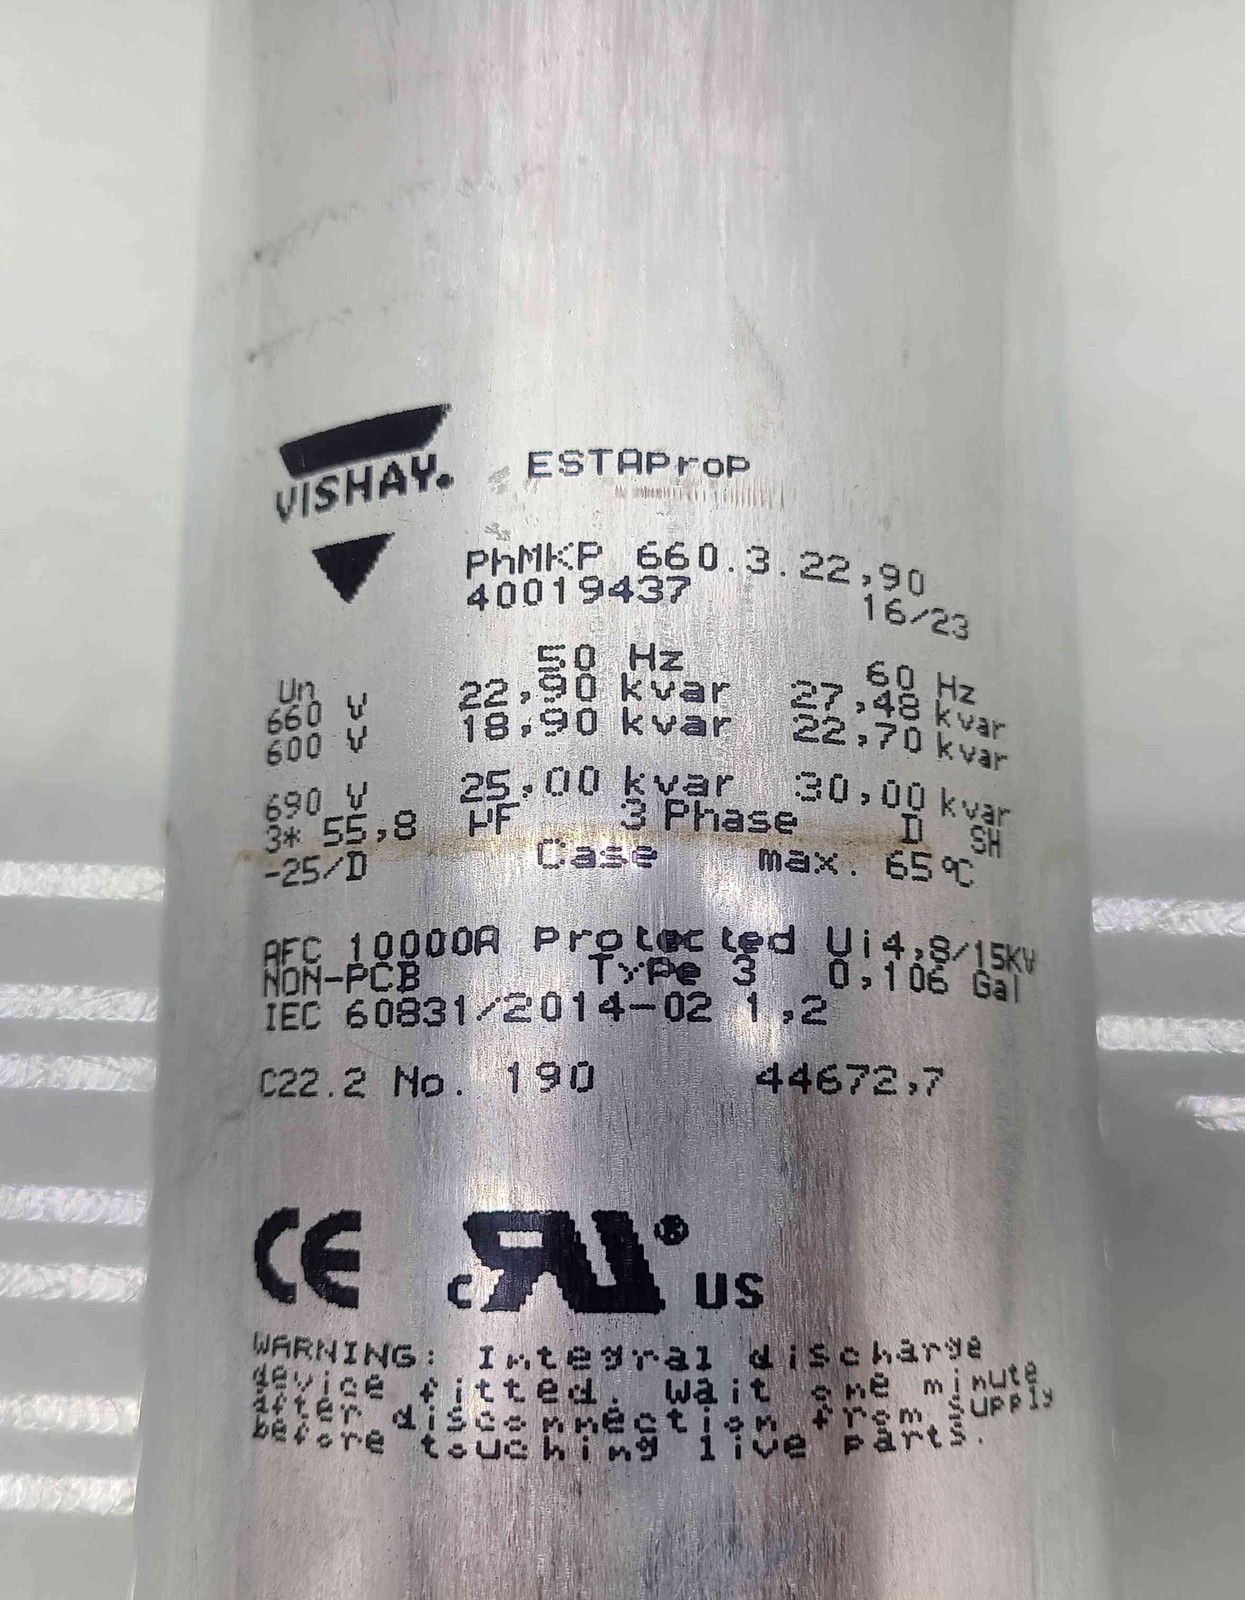 VISHAY. ESTAProP
PhMKP 660.3.22,90
40019437 16/23
50 Hz 60 Hz
Un
660 V 22,90 kvar 27,48 kvar
600 V 18,90 kvar 22,70 kvar
690 V 25,00 kvar 30,00 kvar
3* 55,8 µF 3 Phase D SH
-25/D Case max. 65°C
AFC 10000A Protected Ui4,8/15KV
NON-PCB Type 3 0,106 Gal
IEC 60831/2014-02 1,2
C22.2 No. 190 44672,7
CE c RU ® US
WARNING: Integral discharge
device fitted. Wait one minute
after disconnection from supply
before touching live parts.